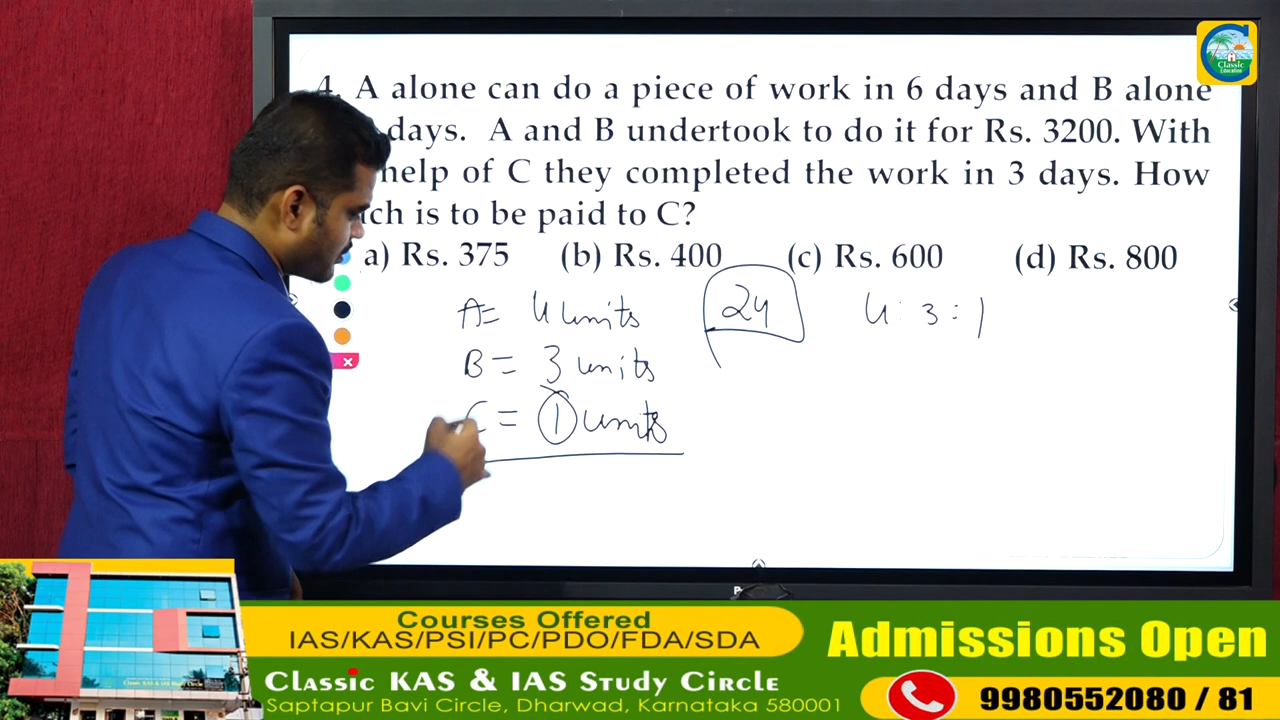 4. A alone can do a piece of work in 6 days and B alone
days. A and B undertook to do it for Rs. 3200. With
help of C they completed the work in 3 days. How
is to be paid to C?
a) Rs. 375 (b) Rs. 400 (c) Rs. 600 (d) Rs. 800
A= 4 units 24 4 : 3 : 1
B = 3 units
C = 1 units
Classic
Education
Courses Offered
IAS/KAS/PSI/PC/PDO/FDA/SDA
Admissions Open
Classic KAS & IAS Study Circle
Saptapur Bavi Circle, Dharwad, Karnataka 580001
9980552080 / 81